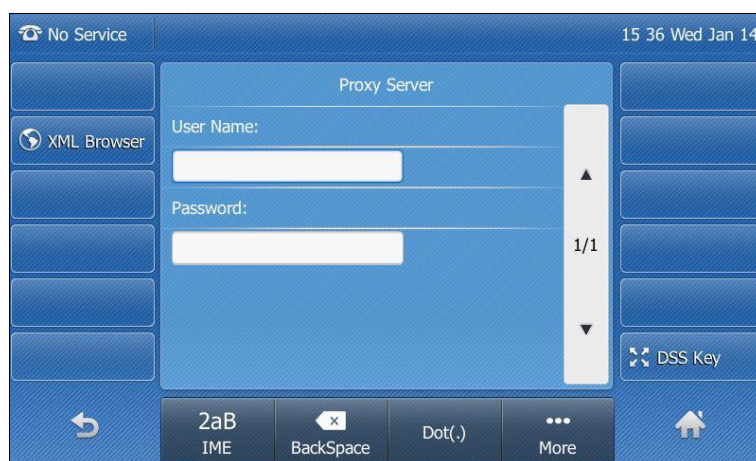 No Service
15 36 Wed Jan 14
Proxy Server
User Name:
XML Browser
Password:
1/1
DSS Key
2aB
IME
BackSpace
Dot(.)
More